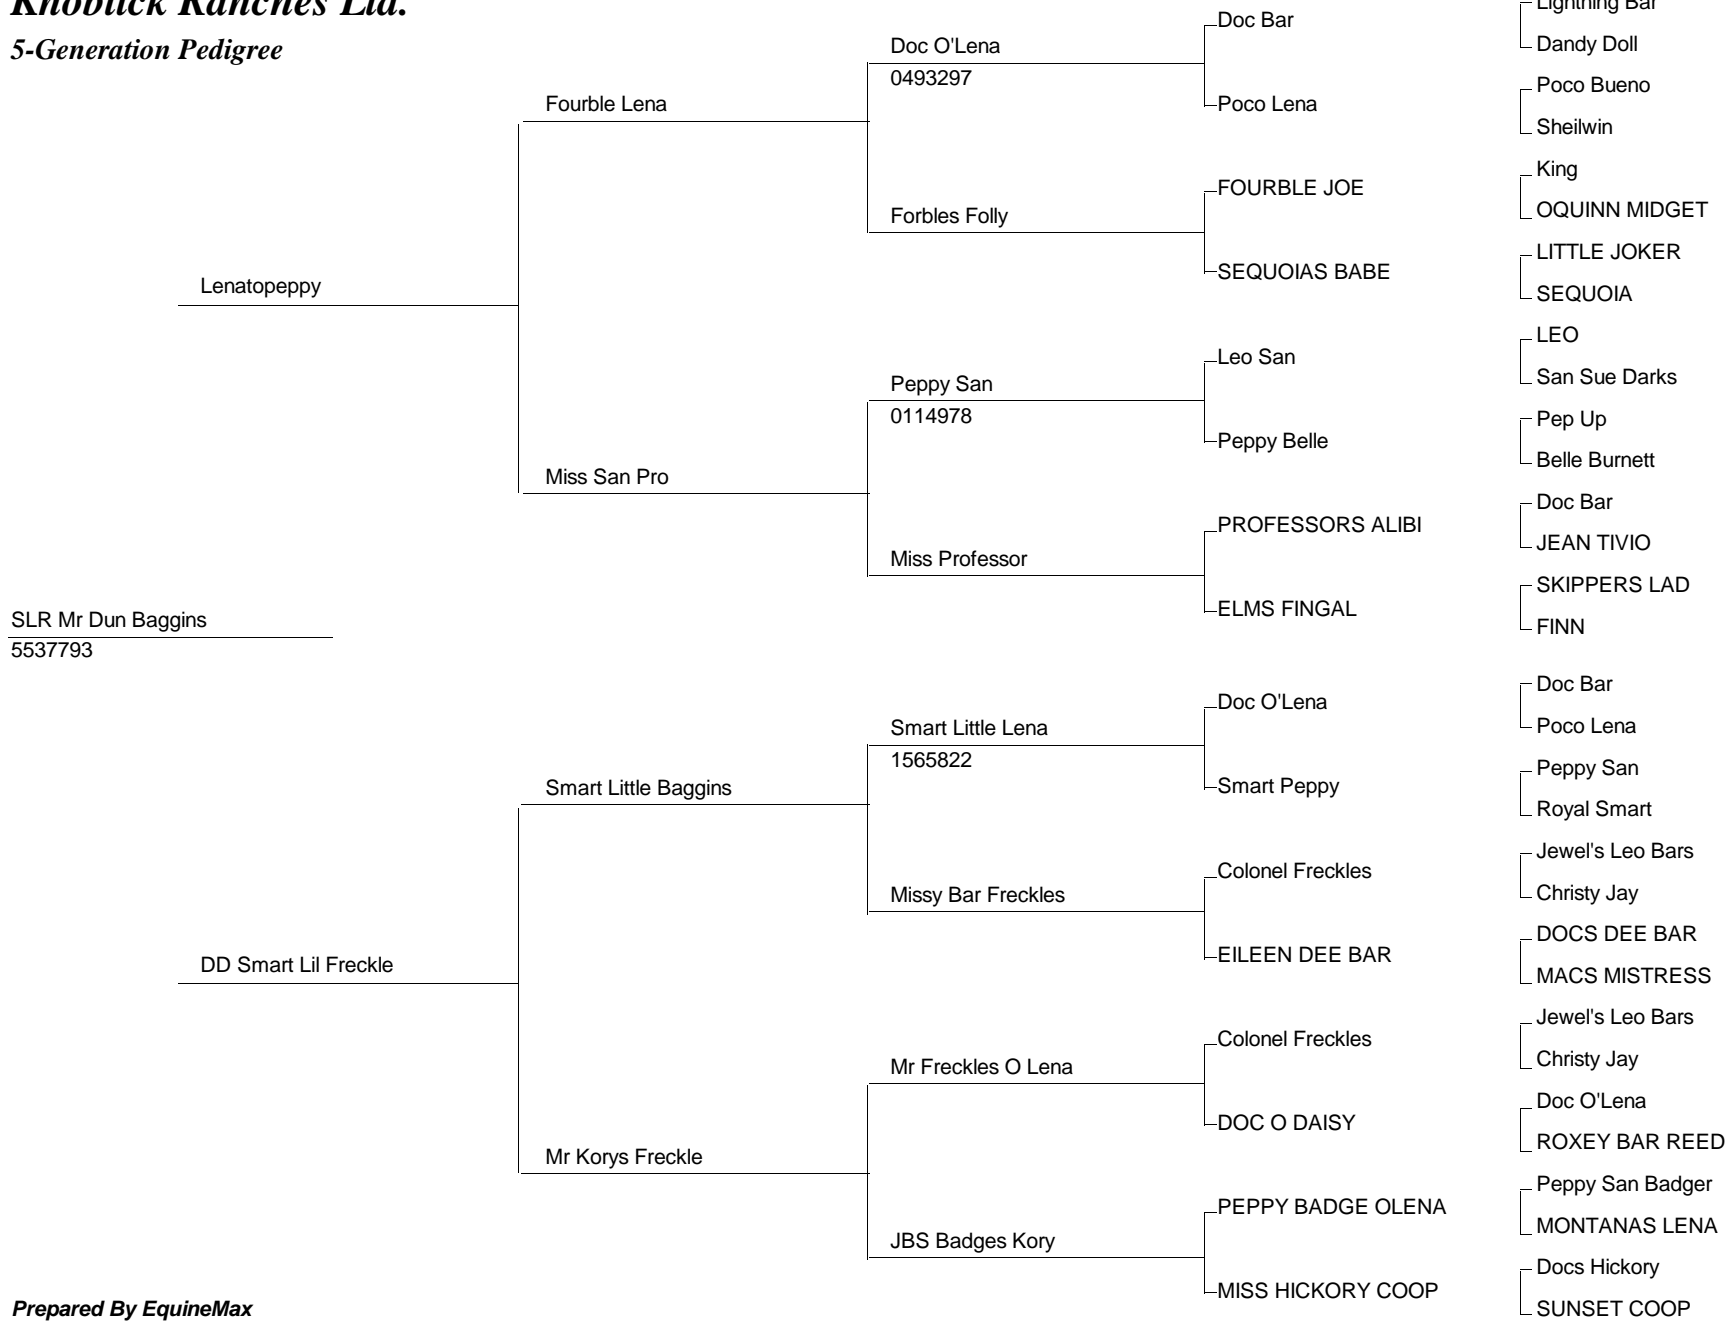 Knoblick Ranches Ltd.
5-Generation Pedigree
SLR Mr Dun Baggins
5537793
Lenatopeppy
DD Smart Lil Freckle
Fourble Lena
Miss San Pro
Smart Little Baggins
Mr Korys Freckle
Doc O'Lena
0493297
Forbles Folly
Peppy San
0114978
Miss Professor
Smart Little Lena
1565822
Missy Bar Freckles
Mr Freckles O Lena
JBS Badges Kory
Doc Bar
Poco Lena
FOURBLE JOE
SEQUOIAS BABE
Leo San
Peppy Belle
PROFESSORS ALIBI
ELMS FINGAL
Doc O'Lena
Smart Peppy
Colonel Freckles
EILEEN DEE BAR
Colonel Freckles
DOC O DAISY
PEPPY BADGE OLENA
MISS HICKORY COOP
Lightning Bar
Dandy Doll
Poco Bueno
Sheilwin
King
OQUINN MIDGET
LITTLE JOKER
SEQUOIA
LEO
San Sue Darks
Pep Up
Belle Burnett
Doc Bar
JEAN TIVIO
SKIPPERS LAD
FINN
Doc Bar
Poco Lena
Peppy San
Royal Smart
Jewel's Leo Bars
Christy Jay
DOCS DEE BAR
MACS MISTRESS
Jewel's Leo Bars
Christy Jay
Doc O'Lena
ROXEY BAR REED
Peppy San Badger
MONTANAS LENA
Docs Hickory
SUNSET COOP
Prepared By EquineMax